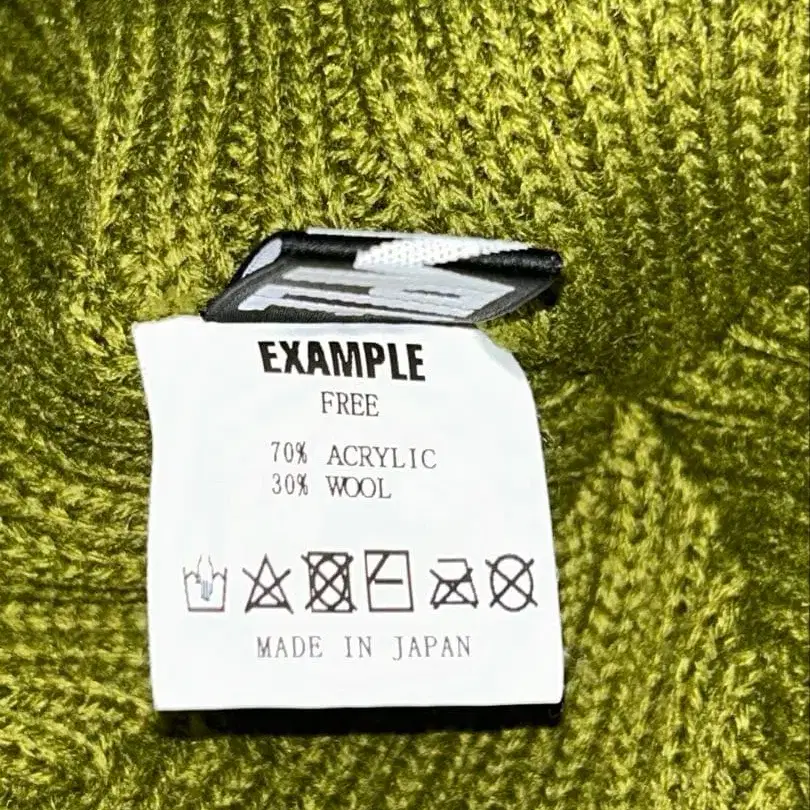 EXAMPLE
FREE
70% ACRYLIC
30% WOOL
MADE IN JAPAN